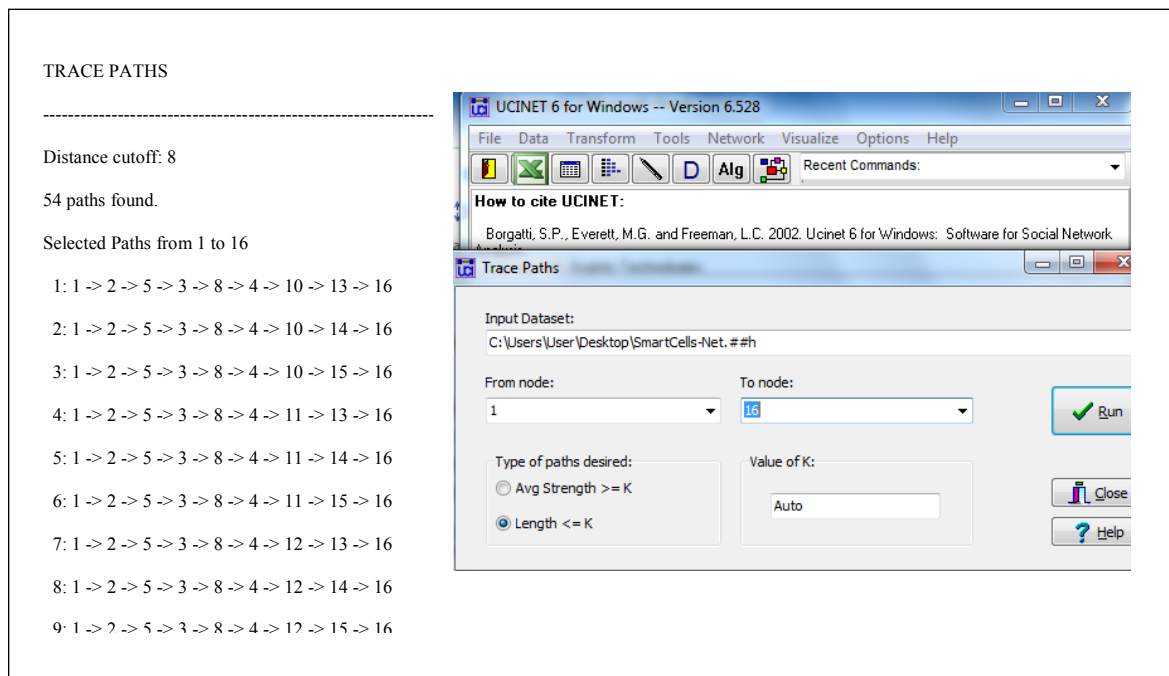 TRACE PATHS
----------------------------------------------------------------
Distance cutoff: 8
54 paths found.
Selected Paths from 1 to 16
1: 1 -> 2 -> 5 -> 3 -> 8 -> 4 -> 10 -> 13 -> 16
2: 1 -> 2 -> 5 -> 3 -> 8 -> 4 -> 10 -> 14 -> 16
3: 1 -> 2 -> 5 -> 3 -> 8 -> 4 -> 10 -> 15 -> 16
4: 1 -> 2 -> 5 -> 3 -> 8 -> 4 -> 11 -> 13 -> 16
5: 1 -> 2 -> 5 -> 3 -> 8 -> 4 -> 11 -> 14 -> 16
6: 1 -> 2 -> 5 -> 3 -> 8 -> 4 -> 11 -> 15 -> 16
7: 1 -> 2 -> 5 -> 3 -> 8 -> 4 -> 12 -> 13 -> 16
8: 1 -> 2 -> 5 -> 3 -> 8 -> 4 -> 12 -> 14 -> 16
9: 1 -> 2 -> 5 -> 3 -> 8 -> 4 -> 12 -> 15 -> 16
UCINET 6 for Windows -- Version 6.528
File Data Transform Tools Network Visualize Options Help
D Alg Recent Commands:
How to cite UCINET:
Borgatti, S.P., Everett, M.G. and Freeman, L.C. 2002. Ucinet 6 for Windows: Software for Social Network
Trace Paths
Input Dataset:
C:\Users\User\Desktop\SmartCells-Net.##h
From node: To node:
1 16
Run
Type of paths desired: Value of K:
Avg Strength >= K
Auto
Length <= K
Close
Help